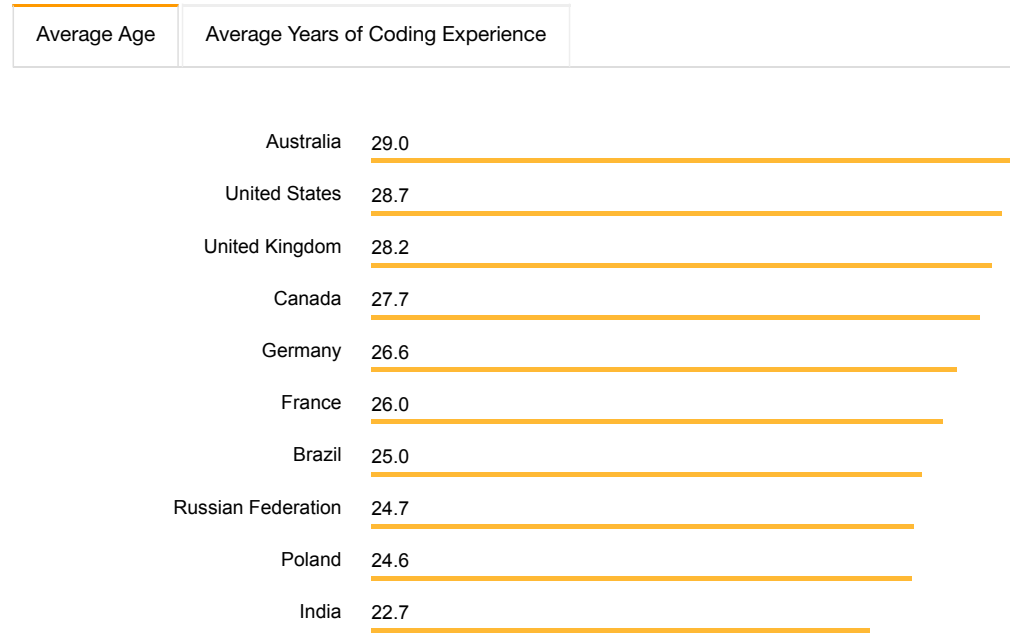 Average Age
Average Years of Coding Experience
Australia 29.0
United States 28.7
United Kingdom 28.2
Canada 27.7
Germany 26.6
France 26.0
Brazil 25.0
Russian Federation 24.7
Poland 24.6
India 22.7